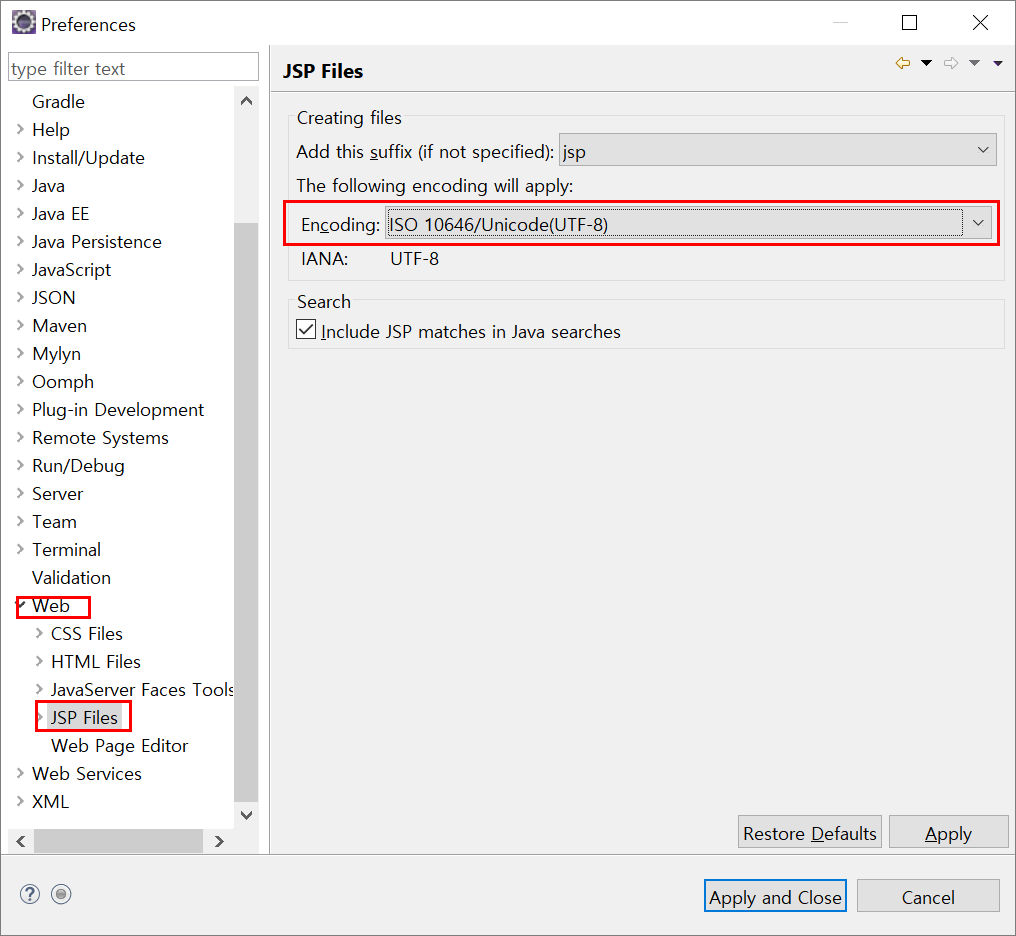 Preferences
type filter text
Gradle
Help
Install/Update
Java
Java EE
Java Persistence
JavaScript
JSON
Maven
Mylyn
Oomph
Plug-in Development
Remote Systems
Run/Debug
Server
Team
Terminal
Validation
Web
CSS Files
HTML Files
JavaServer Faces Tools
JSP Files
Web Page Editor
Web Services
XML
JSP Files
Creating files
Add this suffix (if not specified): jsp
The following encoding will apply:
Encoding: ISO 10646/Unicode(UTF-8)
IANA: UTF-8
Search
Include JSP matches in Java searches
Restore Defaults Apply
? Apply and Close Cancel